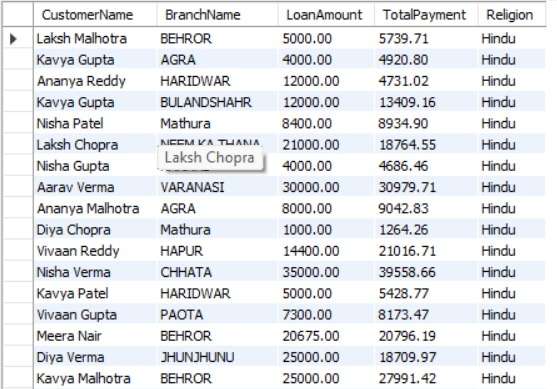 CustomerName BranchName LoanAmount TotalPayment Religion
Laksh Malhotra BEHROR 5000.00 5739.71 Hindu
Kavya Gupta AGRA 4000.00 4920.80 Hindu
Ananya Reddy HARIDWAR 12000.00 4731.02 Hindu
Kavya Gupta BULANDSHAHR 12000.00 13409.16 Hindu
Nisha Patel Mathura 8400.00 8934.90 Hindu
Laksh Chopra NEEM KA THANA 21000.00 18764.55 Hindu
Laksh Chopra
Nisha Gupta 4000.00 4686.46 Hindu
Aarav Verma VARANASI 30000.00 30979.71 Hindu
Ananya Malhotra AGRA 8000.00 9042.83 Hindu
Diya Chopra Mathura 1000.00 1264.26 Hindu
Vivaan Reddy HAPUR 14400.00 21016.71 Hindu
Nisha Verma CHHATA 35000.00 39558.66 Hindu
Kavya Patel HARIDWAR 5000.00 5428.77 Hindu
Vivaan Gupta PAOTA 7300.00 8173.47 Hindu
Meera Nair BEHROR 20675.00 20796.19 Hindu
Diya Verma JHUNJHUNU 25000.00 18709.97 Hindu
Kavya Malhotra BEHROR 25000.00 27991.42 Hindu